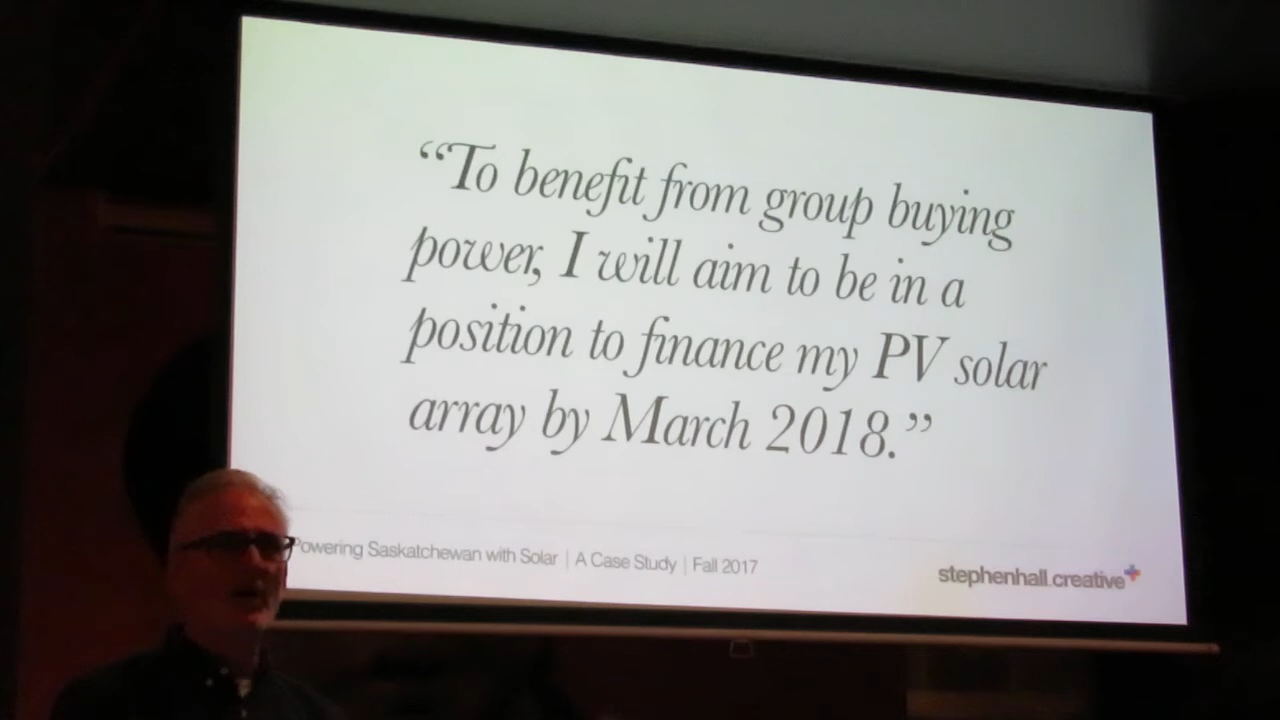 “To benefit from group buying
power, I will aim to be in a
position to finance my PV solar
array by March 2018.”
Powering Saskatchewan with Solar | A Case Study | Fall 2017
stephenhall.creative+